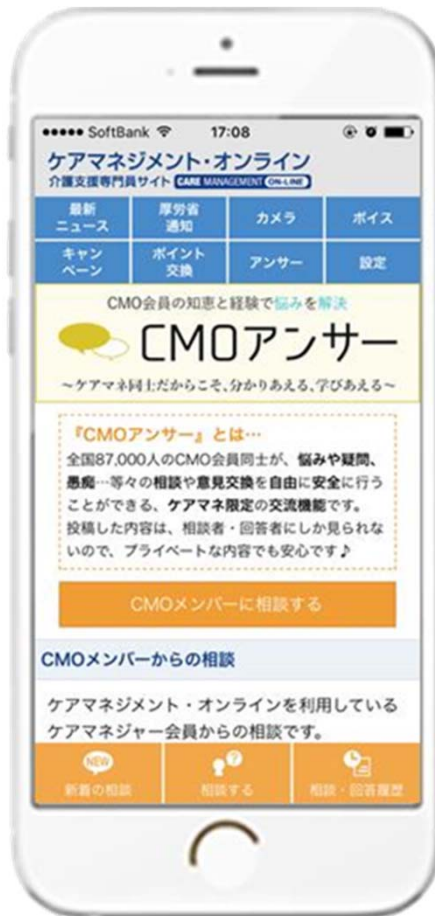 SoftBank 17:08
ケアマネジメント・オンライン
介護支援専門員サイト CARE MANAGEMENT ON-LINE
最新ニュース 厚労省通知 カメラ ボイス
キャンペーン ポイント交換 アンサー 設定
CMO会員の知恵と経験で悩みを解決
CMOアンサー
～ケアマネ同士だからこそ、分かりあえる、学びあえる～
『CMOアンサー』とは…
全国87,000人のCMO会員同士が、悩みや疑問、
愚痴…等々の相談や意見交換を自由に安全に行う
ことができる、ケアマネ限定の交流機能です。
投稿した内容は、相談者・回答者にしか見られな
いので、プライベートな内容でも安心です♪
CMOメンバーに相談する
CMOメンバーからの相談
ケアマネジメント・オンラインを利用している
ケアマネジャー会員からの相談です。
NEW ?
新着の相談 相談する 相談・回答履歴